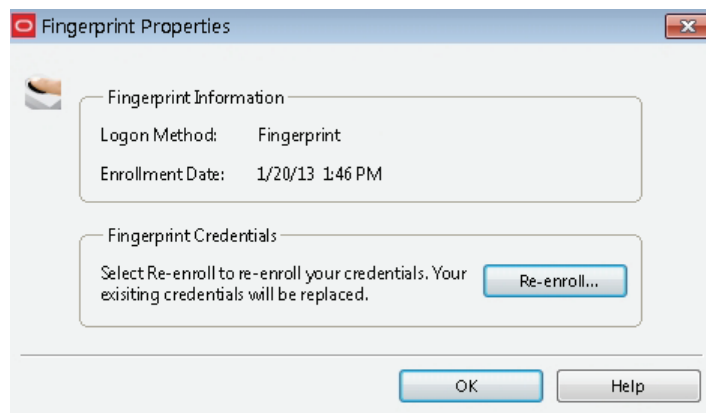 Fingerprint Properties
Fingerprint Information
Logon Method: Fingerprint
Enrollment Date: 1/20/13 1:46 PM
Fingerprint Credentials
Select Re-enroll to re-enroll your credentials. Your
exisiting credentials will be replaced.
Re-enroll...
OK Help